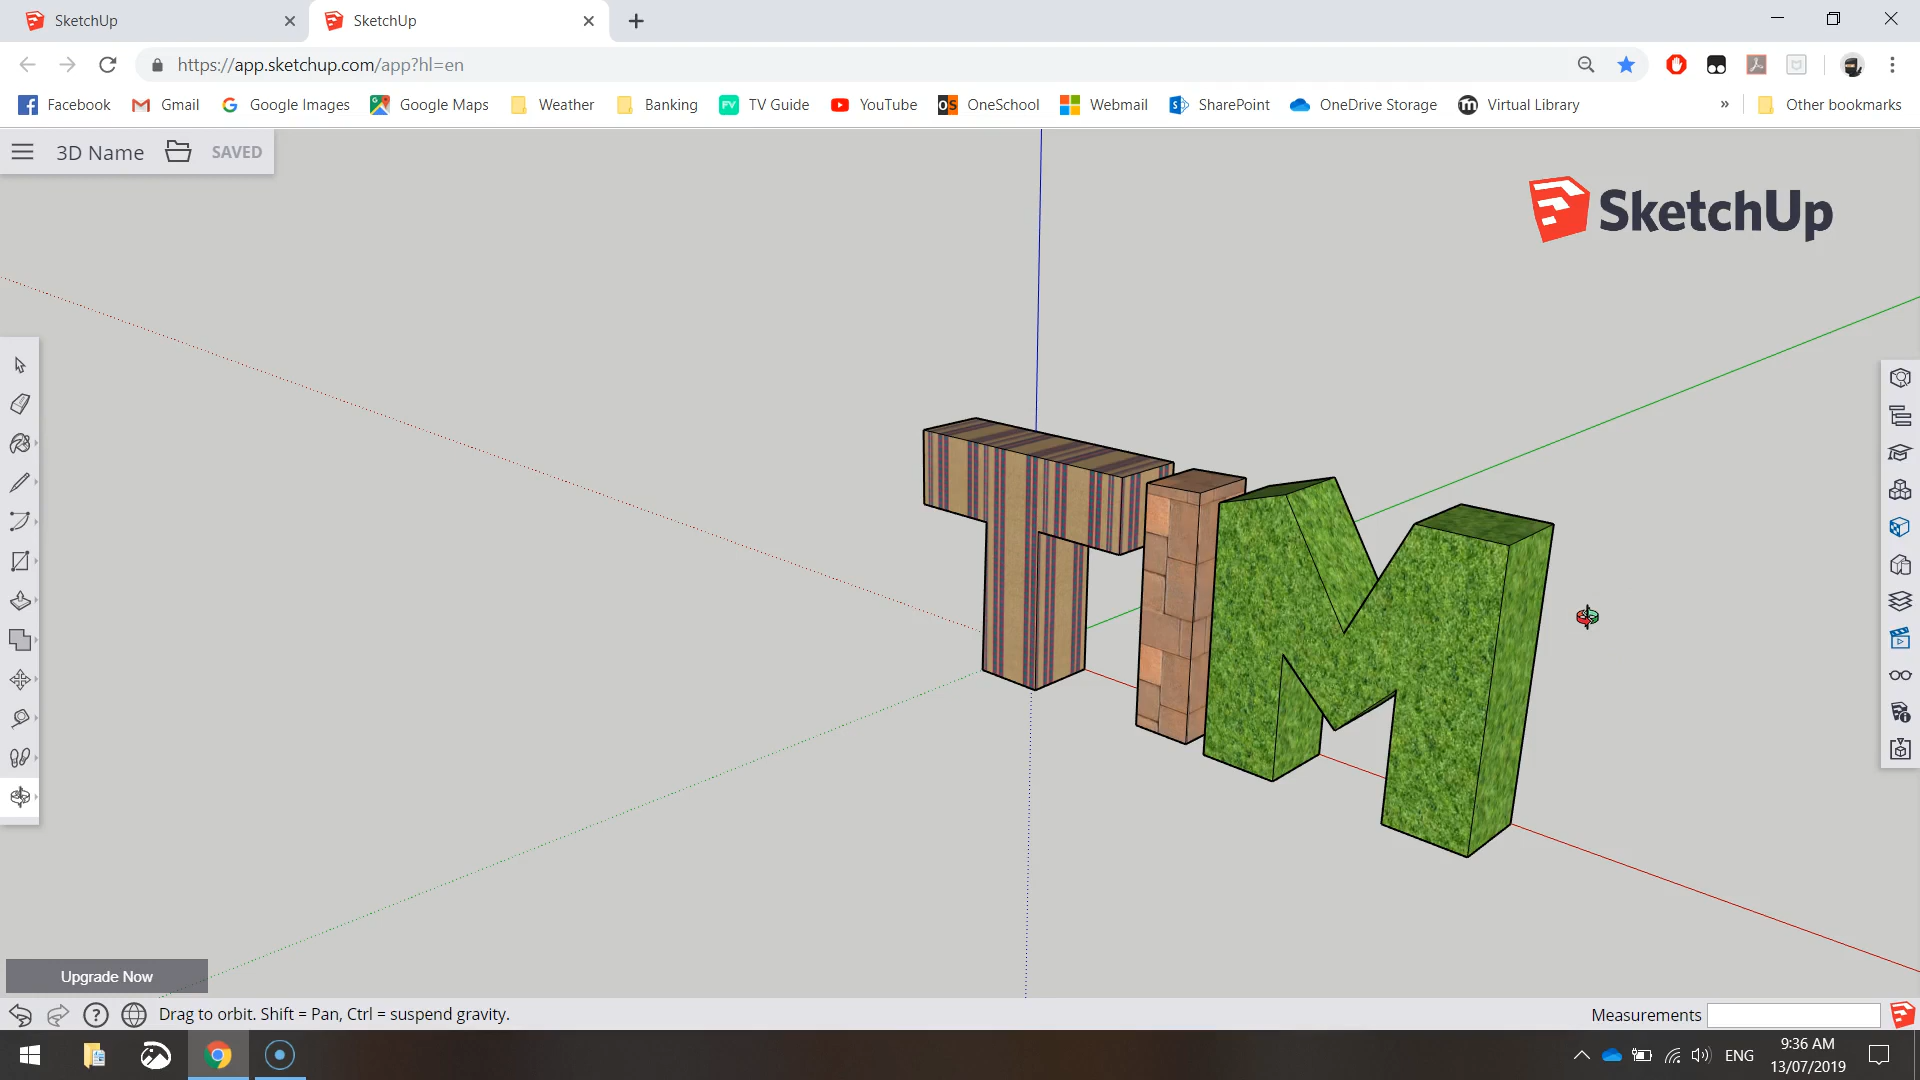 SketchUp
SketchUp
https://app.sketchup.com/app?hl=en
Facebook Gmail Google Images Google Maps Weather Banking TV Guide YouTube OneSchool Webmail SharePoint OneDrive Storage Virtual Library » Other bookmarks
3D Name SAVED
SketchUp
TIM
Upgrade Now
Drag to orbit. Shift = Pan, Ctrl = suspend gravity.
Measurements
ENG
9:36 AM
13/07/2019